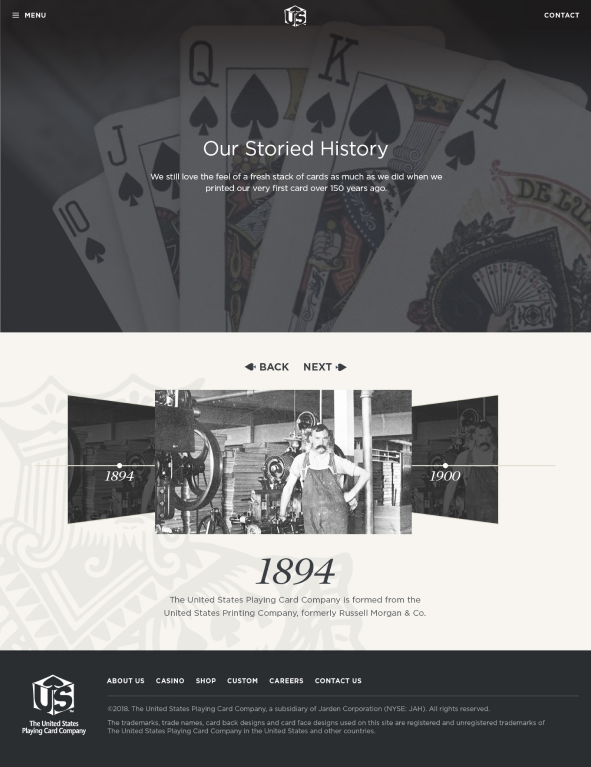 MENU
US
CONTACT
Q
K
A
J
10
DE LU
Our Storied History
We still love the feel of a fresh stack of cards as much as we did when we
printed our very first card over 150 years ago.
BACK NEXT
1894
1900
1894
The United States Playing Card Company is formed from the
United States Printing Company, formerly Russell Morgan & Co.
US
The United States
Playing Card Company
ABOUT US CASINO SHOP CUSTOM CAREERS CONTACT US
©2018. The United States Playing Card Company, a subsidiary of Jarden Corporation (NYSE: JAH). All rights reserved.
The trademarks, trade names, card back designs and card face designs used on this site are registered and unregistered trademarks of
The United States Playing Card Company in the United States and other countries.